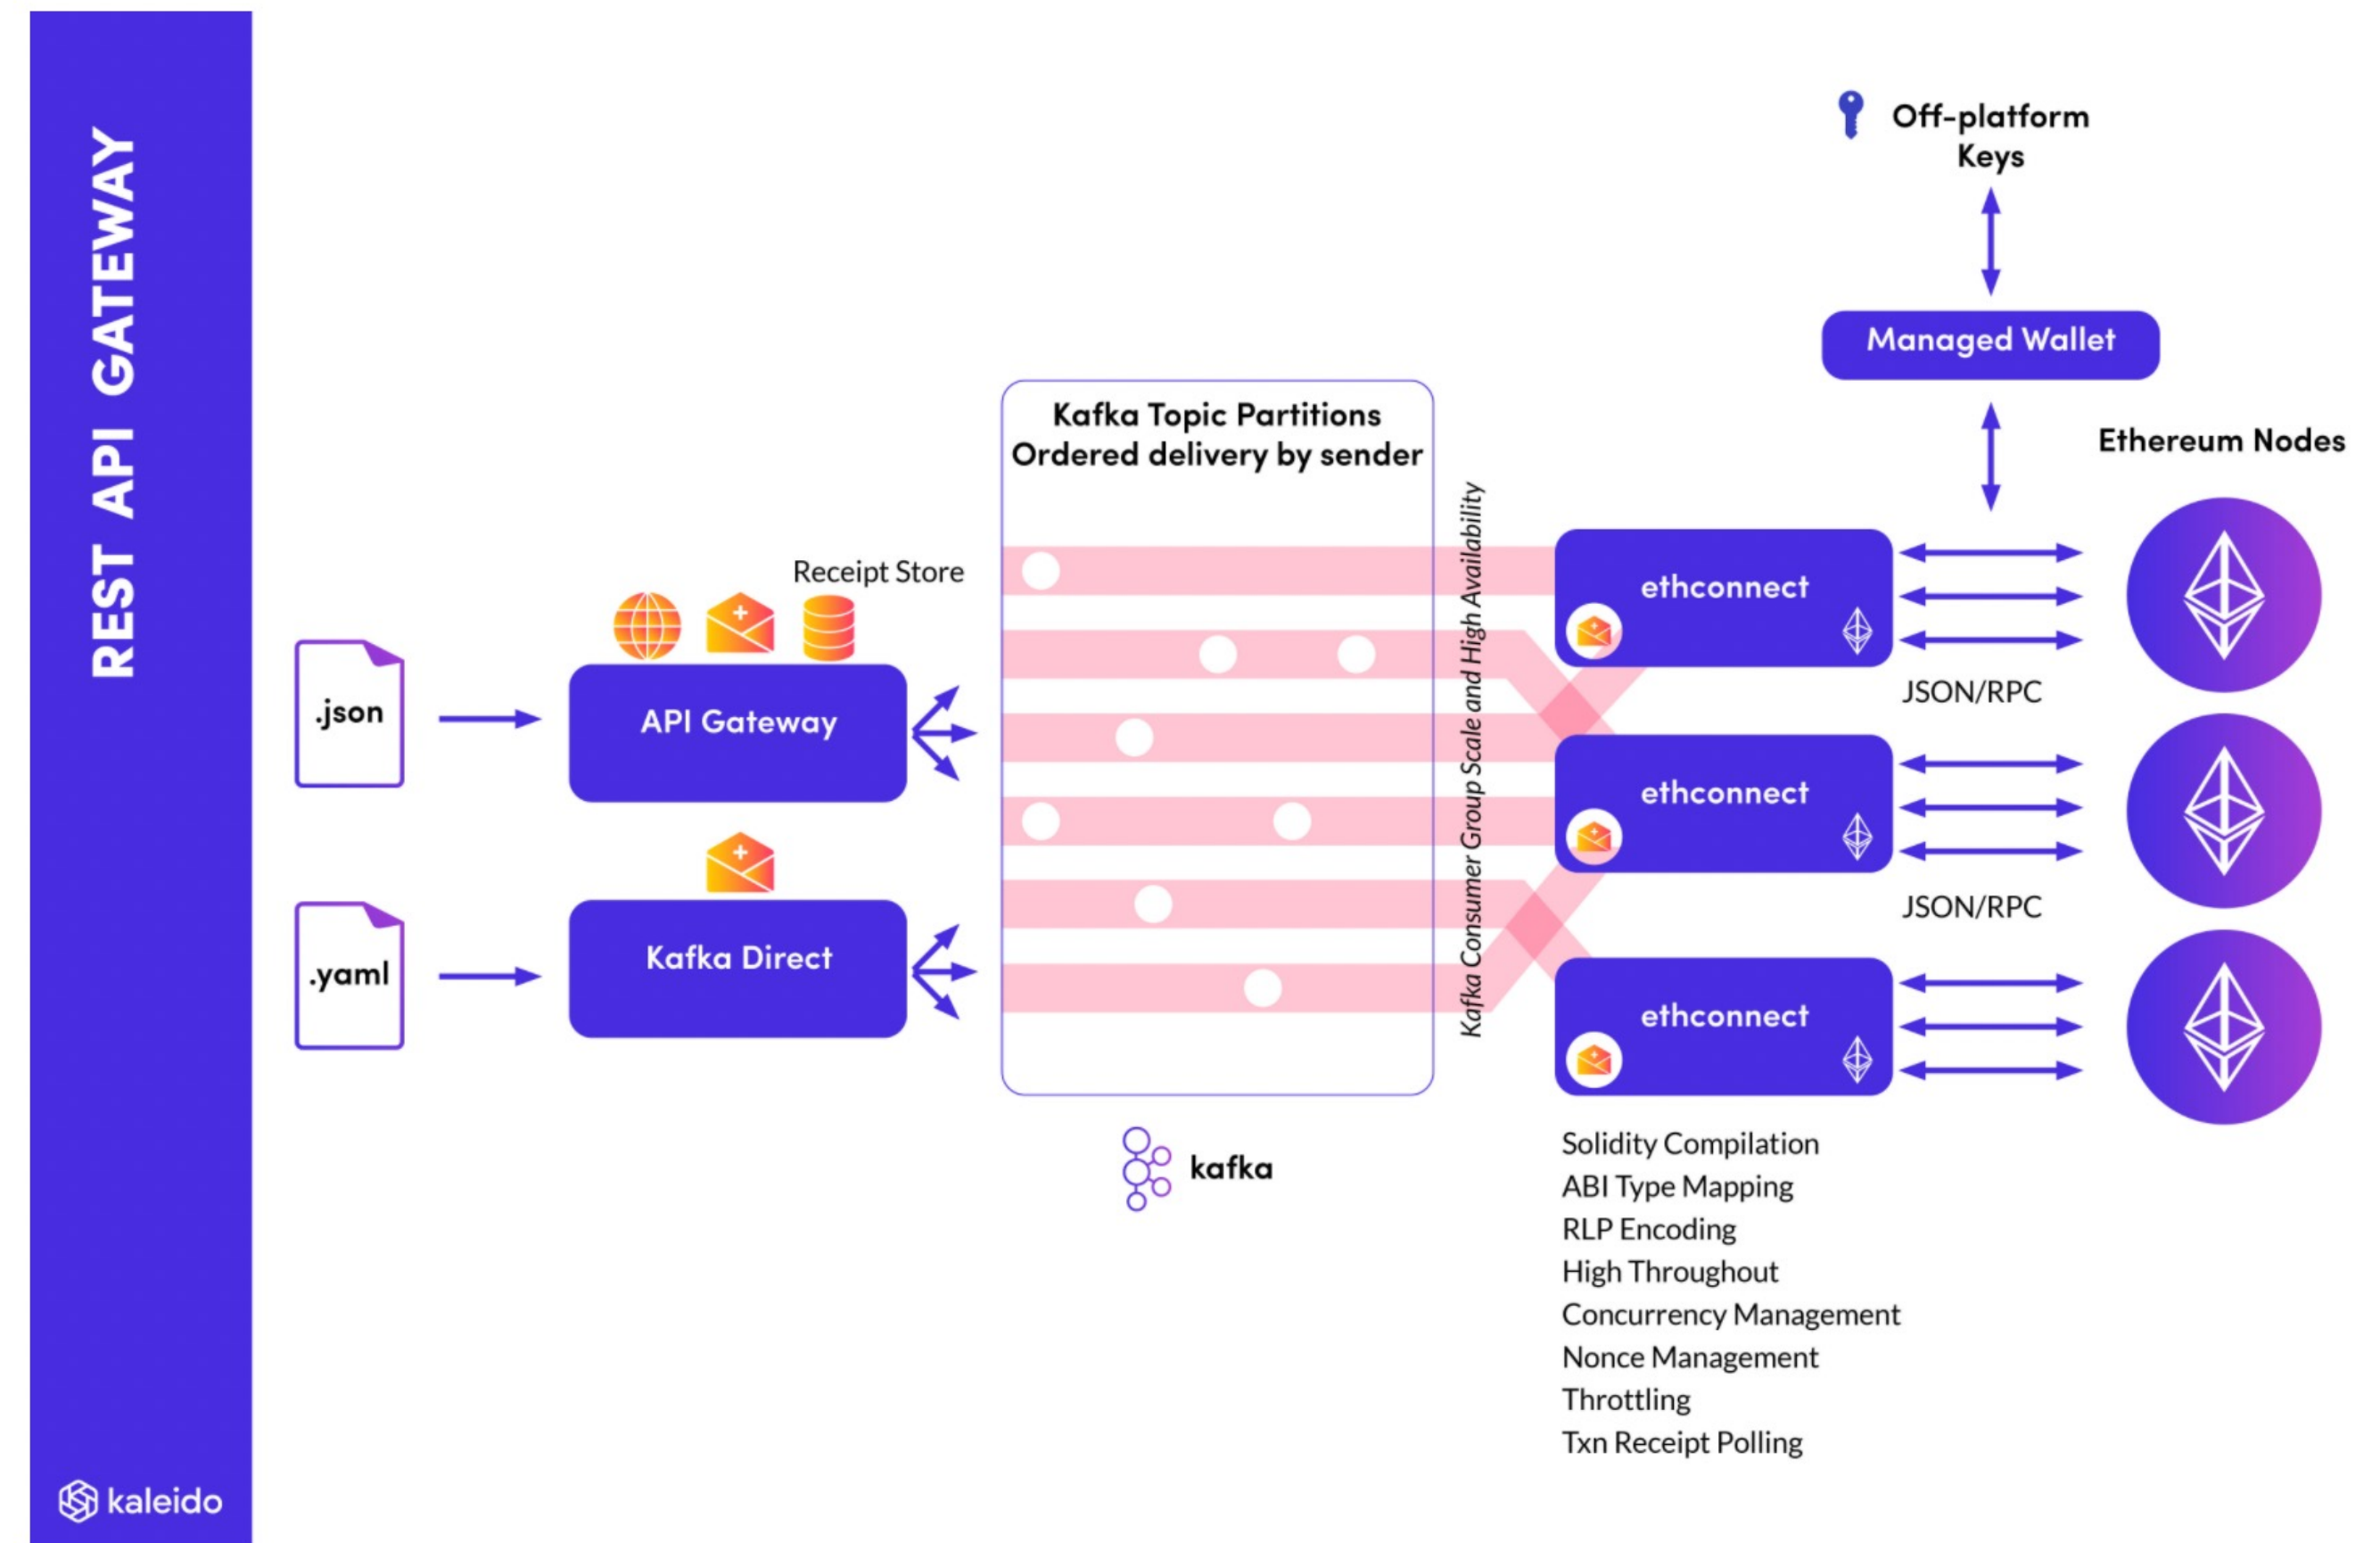 REST API GATEWAY
kaleido
.json
.yaml
Receipt Store
API Gateway
Kafka Direct
Kafka Topic Partitions
Ordered delivery by sender
kafka
Kafka Consumer Group Scale and High Availability
Off-platform
Keys
Managed Wallet
Ethereum Nodes
ethconnect
JSON/RPC
ethconnect
JSON/RPC
ethconnect
Solidity Compilation
ABI Type Mapping
RLP Encoding
High Throughout
Concurrency Management
Nonce Management
Throttling
Txn Receipt Polling